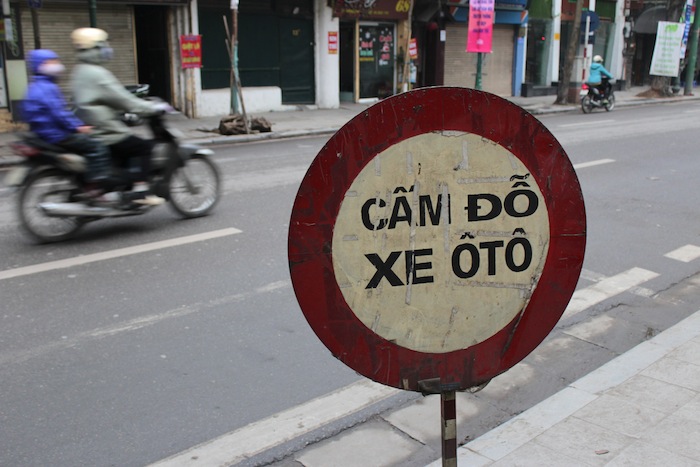 CẤM ĐỖ
XE ÔTÔ